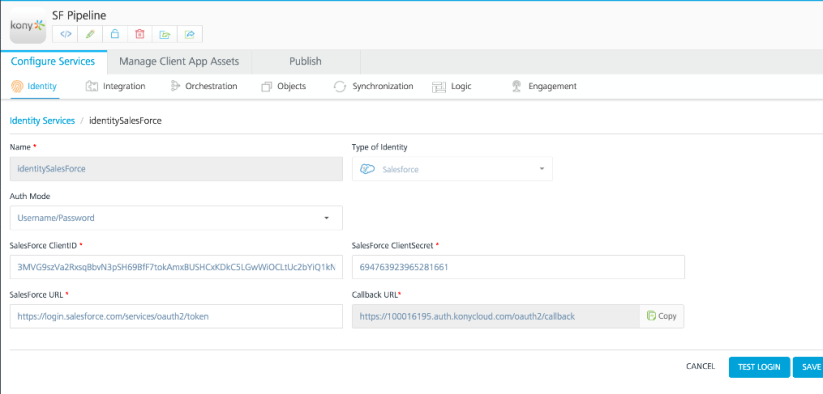 kony
SF Pipeline
Configure Services Manage Client App Assets Publish
Identity Integration Orchestration Objects Synchronization Logic Engagement
Identity Services / identitySalesForce
Name * Type of Identity
identitySalesForce Salesforce
Auth Mode
Username/Password
SalesForce ClientID * SalesForce ClientSecret *
3MVG9szVa2RxsqBbvN3pSH69BfF7tokAmxBUSHCxKDkC5LGwWiOCLtUc2bYiQ1kN 694763923965281661
SalesForce URL * Callback URL*
https://login.salesforce.com/services/oauth2/token https://100016195.auth.konycloud.com/oauth2/callback Copy
CANCEL TEST LOGIN SAVE